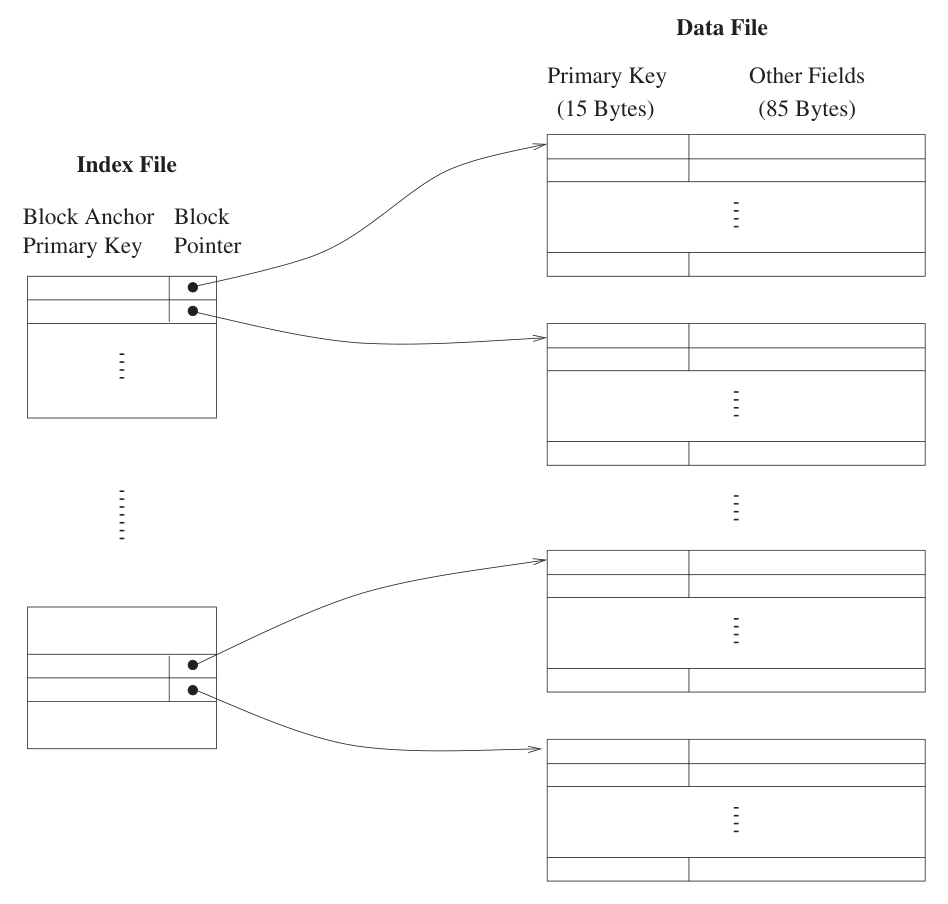 Data File
Primary Key Other Fields
(15 Bytes) (85 Bytes)
Index File
Block Anchor Block
Primary Key Pointer